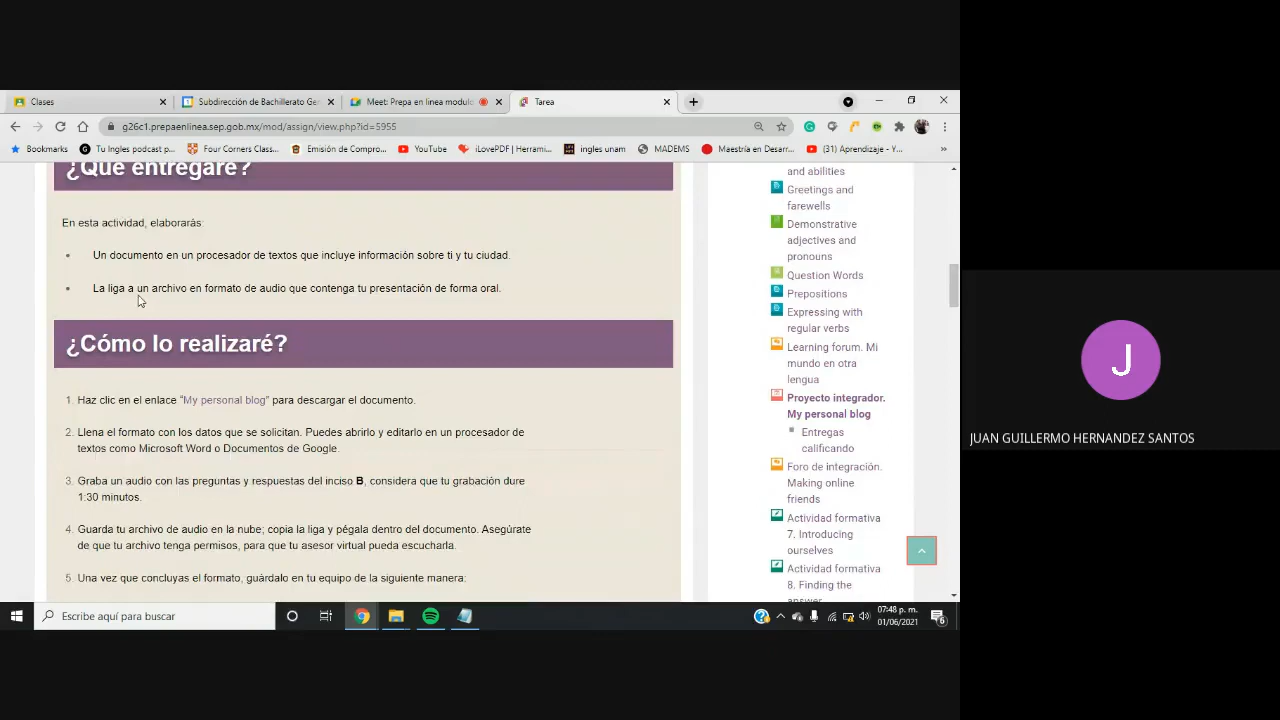 Clases
Subdirección de Bachillerato Ge
Meet: Prepa en linea modulo
Tarea
g26c1.prepaenlinea.sep.gob.mx/mod/assign/view.php?id=5955
Bookmarks
Tu Ingles podcast p...
Four Corners Class...
Emisión de Compro...
YouTube
iLovePDF | Herrami...
ingles unam
MADEMS
Maestría en Desarr...
(31) Aprendizaje - Y...
»
¿Qué entregaré?
En esta actividad, elaborarás:
Un documento en un procesador de textos que incluye información sobre ti y tu ciudad.
La liga a un archivo en formato de audio que contenga tu presentación de forma oral.
¿Cómo lo realizaré?
1. Haz clic en el enlace “My personal blog” para descargar el documento.
2. Llena el formato con los datos que se solicitan. Puedes abrirlo y editarlo en un procesador de
textos como Microsoft Word o Documentos de Google.
3. Graba un audio con las preguntas y respuestas del inciso B, considera que tu grabación dure
1:30 minutos.
4. Guarda tu archivo de audio en la nube; copia la liga y pégala dentro del documento. Asegúrate
de que tu archivo tenga permisos, para que tu asesor virtual pueda escucharla.
5. Una vez que concluyas el formato, guárdalo en tu equipo de la siguiente manera:
and abilities
Greetings and
farewells
Demonstrative
adjectives and
pronouns
Question Words
Prepositions
Expressing with
regular verbs
Learning forum. Mi
mundo en otra
lengua
Proyecto integrador.
My personal blog
Entregas
calificando
Foro de integración.
Making online
friends
Actividad formativa
7. Introducing
ourselves
Actividad formativa
8. Finding the
answer
J
JUAN GUILLERMO HERNANDEZ SANTOS
Escribe aquí para buscar
07:48 p. m.
01/06/2021
6